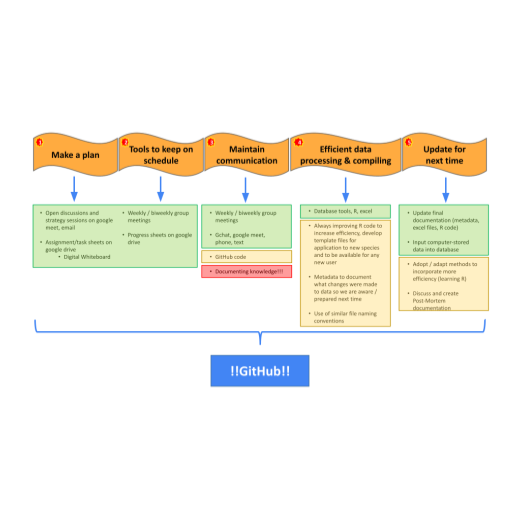 1
Make a plan
2
Tools to keep on
schedule
3
Maintain
communication
4
Efficient data
processing & compiling
5
Update for
next time
• Open discussions and
strategy sessions on google
meet, email
• Assignment/task sheets on
google drive
• Digital Whiteboard
• Weekly / biweekly group
meetings
• Progress sheets on google
drive
• Weekly / biweekly group
meetings
• Gchat, google meet,
phone, text
• GitHub code
• Documenting knowledge!!!!
• Database tools, R, excel
• Always improving R code to
increase efficiency, develop
template files for
application to new species
and to be available for any
new user
• Metadata to document
what changes were made
to data so we are aware /
prepared next time
• Use of similar file naming
conventions
• Update final
documentation (metadata,
excel files, R code)
• Input computer-stored
data into database
• Adopt / adapt methods to
incorporate more
efficiency (learning R)
• Discuss and create
Post-Mortem
documentation
!!GitHub!!